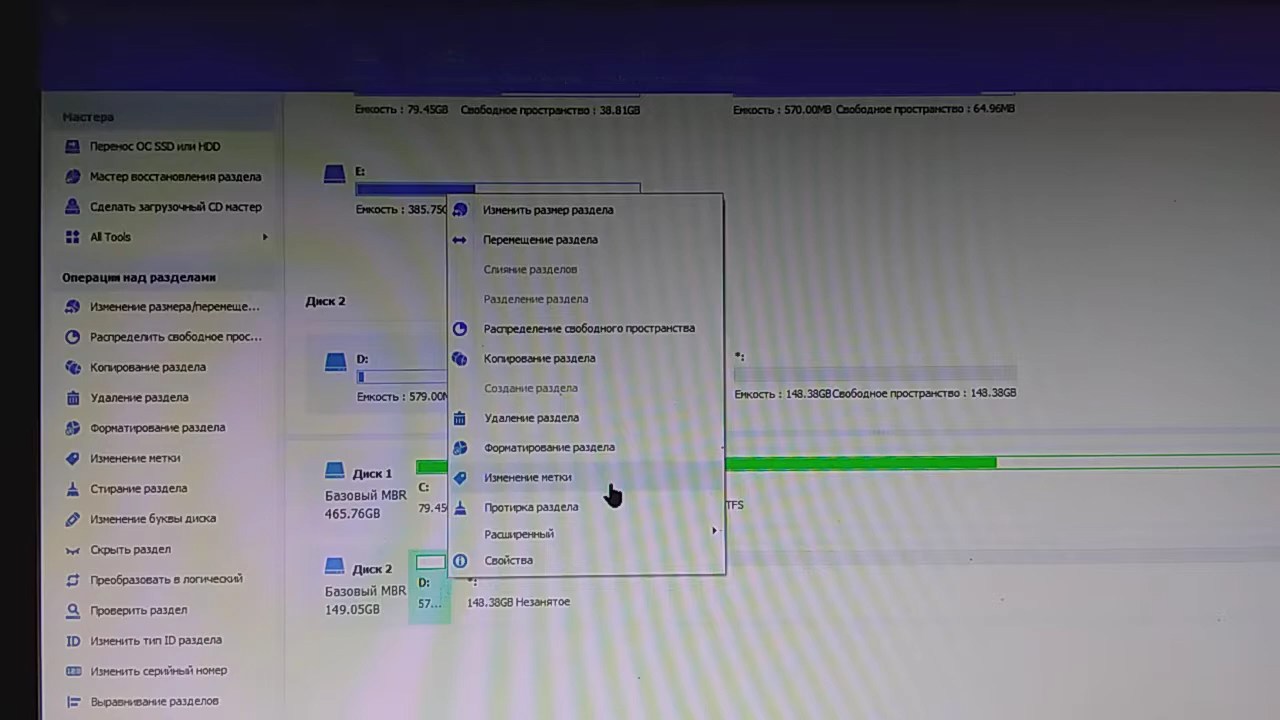 Емкость : 79.45GB Свободное пространство : 38.81GB
Емкость : 570.00MB Свободное пространство : 64.96MB
Мастера
Перенос ОС SSD или HDD
Мастер восстановления раздела
Сделать загрузочный CD мастер
All Tools
Операции над разделами
Изменение размера/перемеще...
Распределить свободное прос...
Копирование раздела
Удаление раздела
Форматирование раздела
Изменение метки
Стирание раздела
Изменение буквы диска
Скрыть раздел
Преобразовать в логический
Проверить раздел
Изменить тип ID раздела
Изменить серийный номер
Выравнивание разделов
E:
Емкость : 385.75G
Диск 2
D:
Емкость : 579.00M
*:
Емкость : 148.38GB Свободное пространство : 148.38GB
Изменить размер раздела
Перемещение раздела
Слияние разделов
Разделение раздела
Распределение свободного пространства
Копирование раздела
Создание раздела
Удаление раздела
Форматирование раздела
Изменение метки
Протирка раздела
Расширенный
Свойства
Диск 1
Базовый MBR
465.76GB
C:
79.45
TFS
Диск 2
Базовый MBR
149.05GB
D:
57...
*:
148.38GB Незанятое